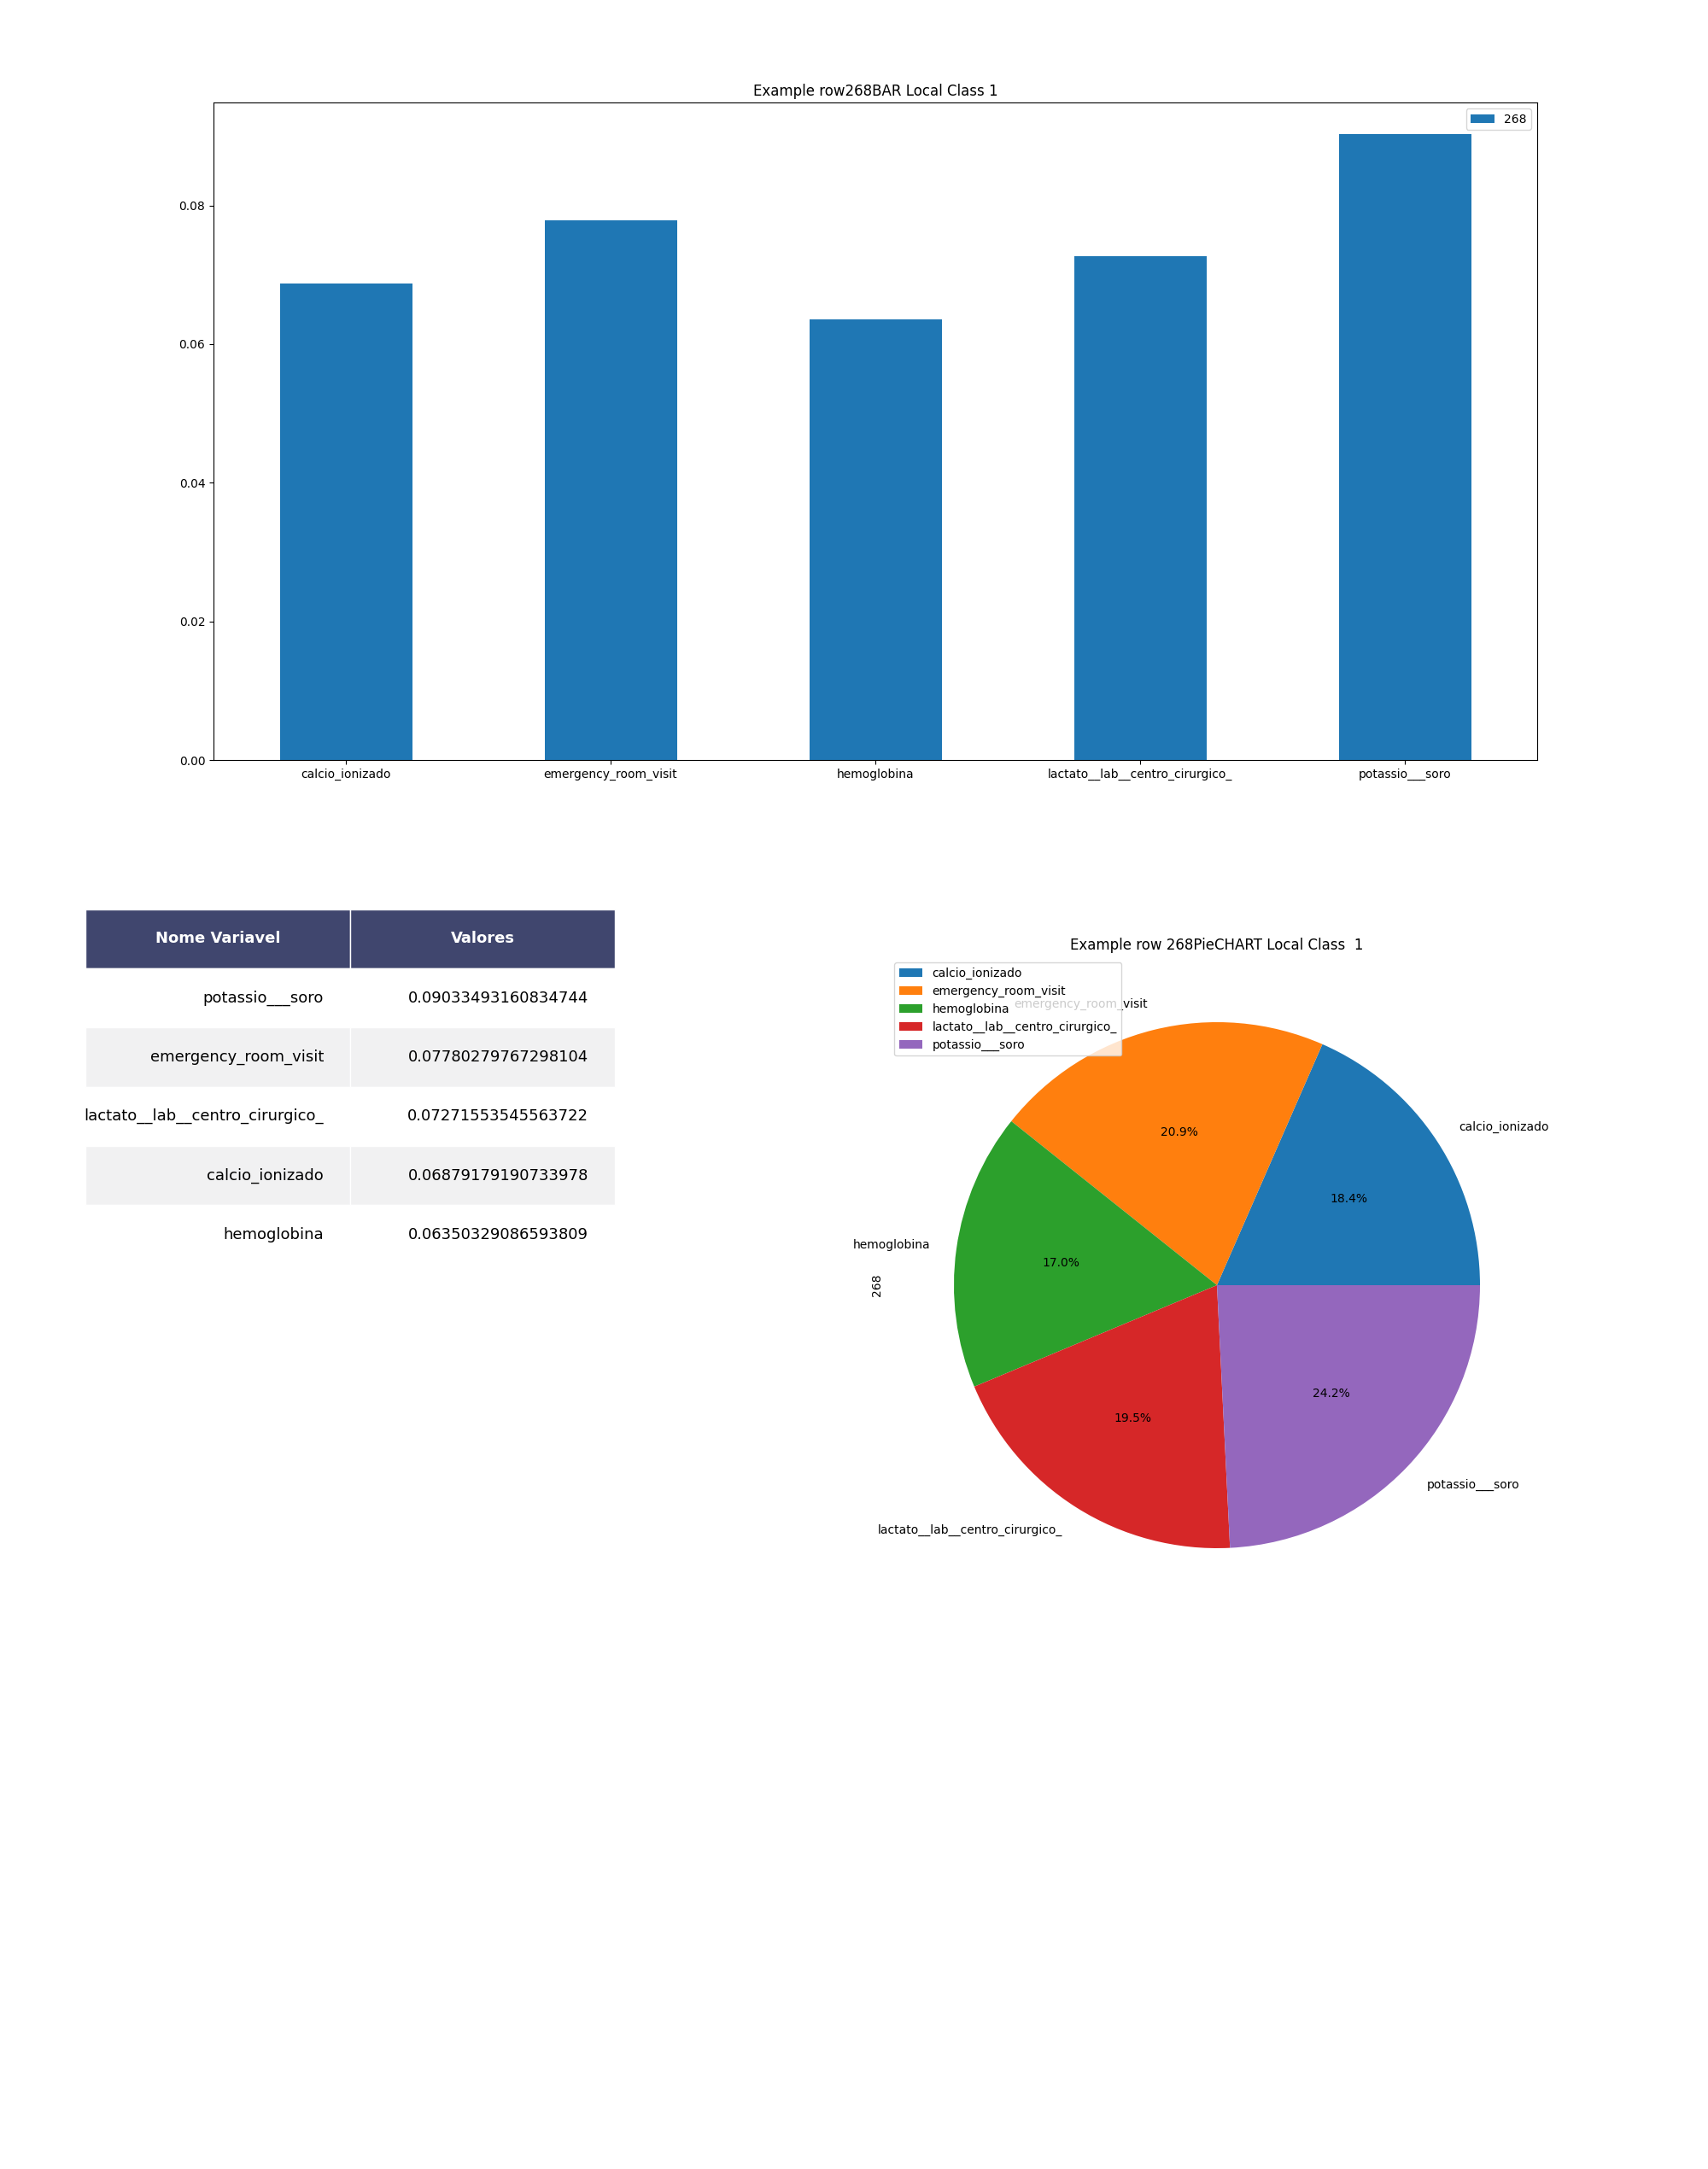 Example row268BAR Local Class 1
268
0.08
0.06
0.04
0.02
0.00
calcio_ionizado emergency_room_visit hemoglobina lactato__lab__centro_cirurgico_ potassio___soro
Nome Variavel Valores
potassio___soro 0.09033493160834744
emergency_room_visit 0.07780279767298104
lactato__lab__centro_cirurgico_ 0.07271553545563722
calcio_ionizado 0.06879179190733978
hemoglobina 0.06350329086593809
Example row 268PieCHART Local Class  1
calcio_ionizado
emergency_room_visit
hemoglobina
lactato__lab__centro_cirurgico_
potassio___soro
emergency_room_visit
calcio_ionizado
20.9%
18.4%
hemoglobina
17.0%
268
24.2%
19.5%
potassio___soro
lactato__lab__centro_cirurgico_